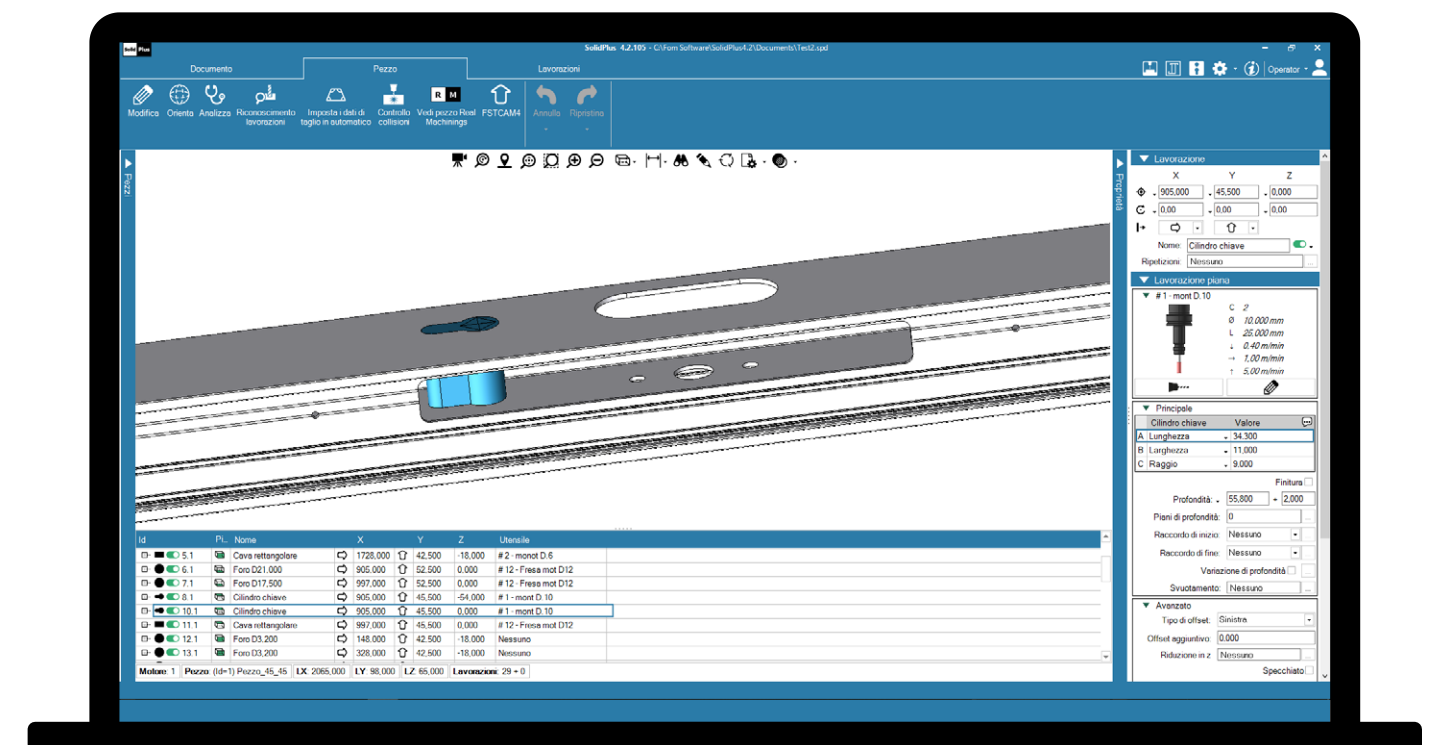 Solid Plus
SolidPlus 4.2.105 - C:\Fom Software\SolidPlus4.2\Documents\Test2.spd
Documento Pezzo Lavorazioni
Operator
R M
Modifica Orienta Analizza Riconoscimento lavorazioni Imposta i dati di taglio in automatico Controllo collisioni Vedi pezzo Real Machinings FSTCAM4 Annulla Ripristina
Pezzi
Proprietà
Lavorazione
X Y Z
905,000 45,500 0,000
0,00 0,00 0,00
Nome: Cilindro chiave
Ripetizioni: Nessuno ...
Lavorazione piana
# 1 - mont D.10
C 2
Ø 10.000 mm
L 25,000 mm
↓ 0,40 m/min
→ 1,00 m/min
↑ 5,00 m/min
Principale
Cilindro chiave Valore
A Lunghezza 34.300
B Larghezza 11,000
C Raggio 9.000
Finitura
Profondità: 55,800 + 2,000
Piani di profondità: 0 ...
Raccordo di inizio: Nessuno
Raccordo di fine: Nessuno
Variazione di profondità
Svuotamento: Nessuno ...
Avanzato
Tipo di offset: Sinistra
Offset aggiuntivo: 0.000
Riduzione in z: Nessuno ...
Specchiato
Id Pi... Nome X Y Z Utensile
5.1 Cava rettangolare 1728,000 42,500 -18,000 # 2 - monot D.6
6.1 Foro D21,000 905.000 52.500 0,000 # 12 - Fresa mot D12
7.1 Foro D17,500 997,000 52,500 0,000 # 12 - Fresa mot D12
8.1 Cilindro chiave 905,000 45,500 -54,000 # 1 - mont D. 10
10.1 Cilindro chiave 905,000 45,500 0,000 # 1 - mont D. 10
11.1 Cava rettangolare 997,000 45,500 0,000 # 12 - Fresa mot D12
12.1 Foro D3,200 148.000 42.500 -18.000 Nessuno
13.1 Foro D3,200 328,000 42,500 -18,000 Nessuno
Motore: 1 Pezzo: (Id=1) Pezzo_45_45 LX: 2065,000 LY: 98,000 LZ: 65,000 Lavorazioni: 29 + 0